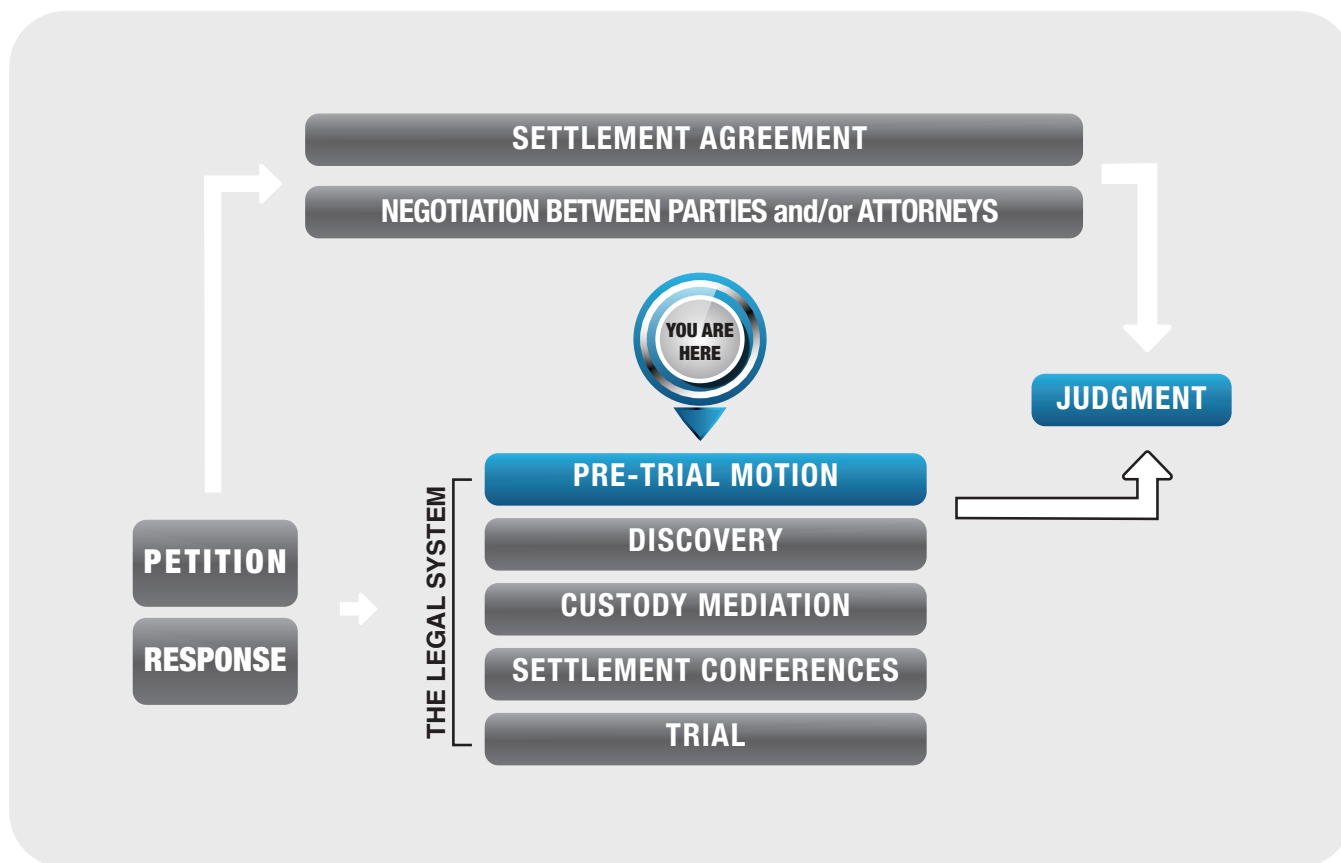 SETTLEMENT AGREEMENT
NEGOTIATION BETWEEN PARTIES and/or ATTORNEYS
YOU ARE
HERE
JUDGMENT
PETITION
RESPONSE
THE LEGAL SYSTEM
PRE-TRIAL MOTION
DISCOVERY
CUSTODY MEDIATION
SETTLEMENT CONFERENCES
TRIAL